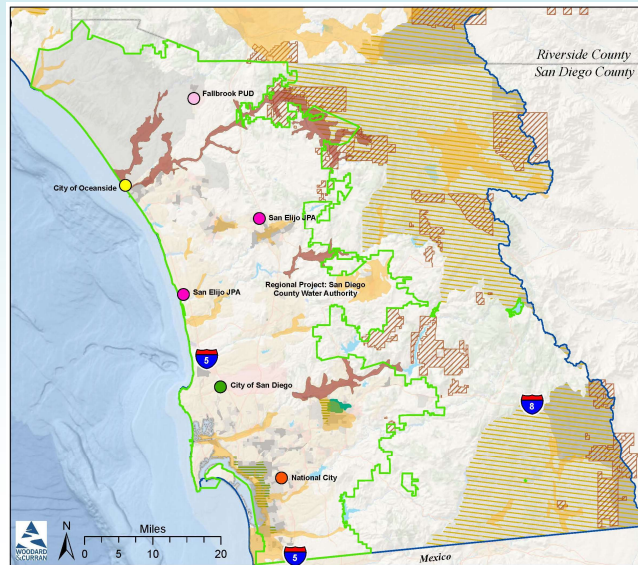 Riverside County
San Diego County
Fallbrook PUD
City of Oceanside
San Elijo JPA
Regional Project: San Diego
County Water Authority
San Elijo JPA
5
City of San Diego
8
National City
N
Miles
0 5 10 20
WOODARD
&CURRAN
5
Mexico